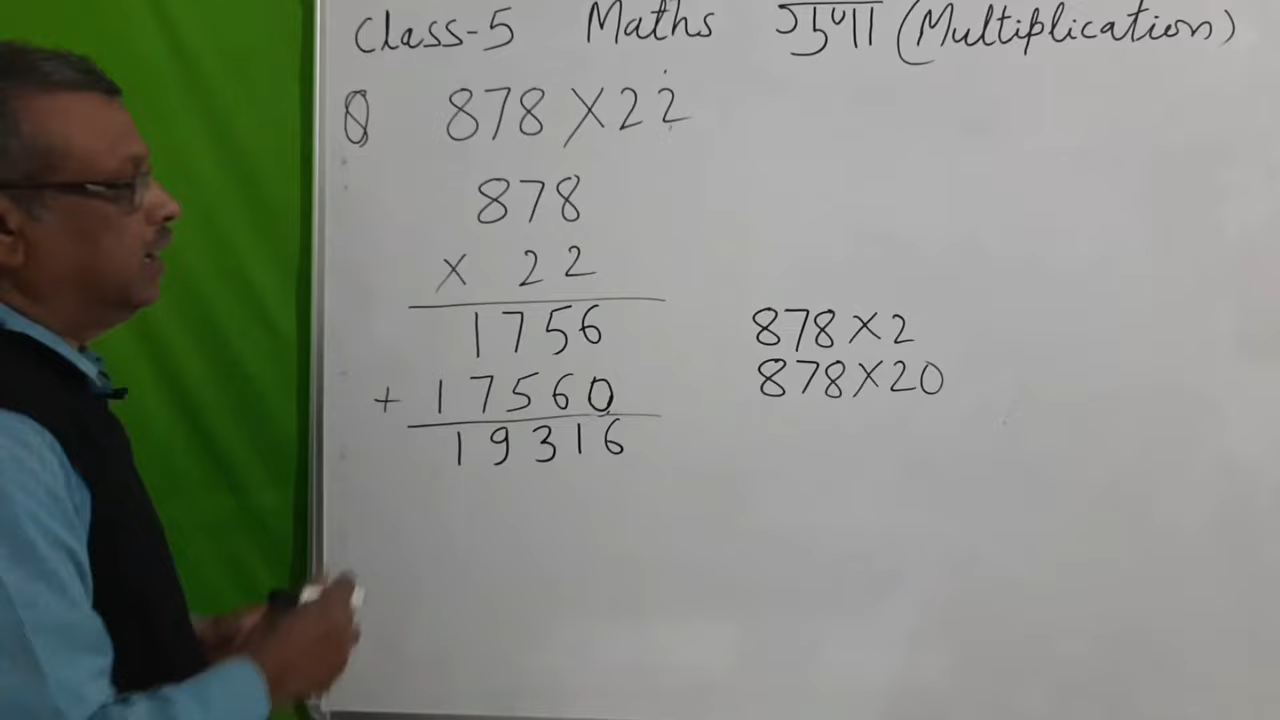 Class-5 Maths गुणा (Multiplication)
Q 878 X 22
878
X 22
1756
+ 17560
19316
878 X 2
878 X 20